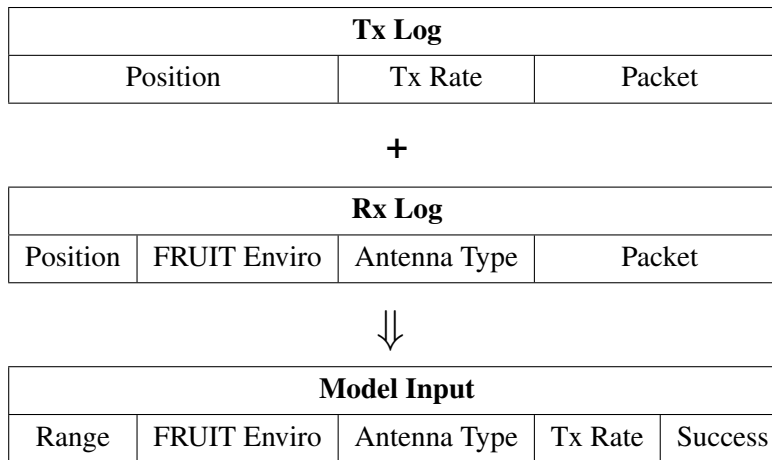 Tx Log
Position Tx Rate Packet
+
Rx Log
Position FRUIT Enviro Antenna Type Packet
⇓
Model Input
Range FRUIT Enviro Antenna Type Tx Rate Success